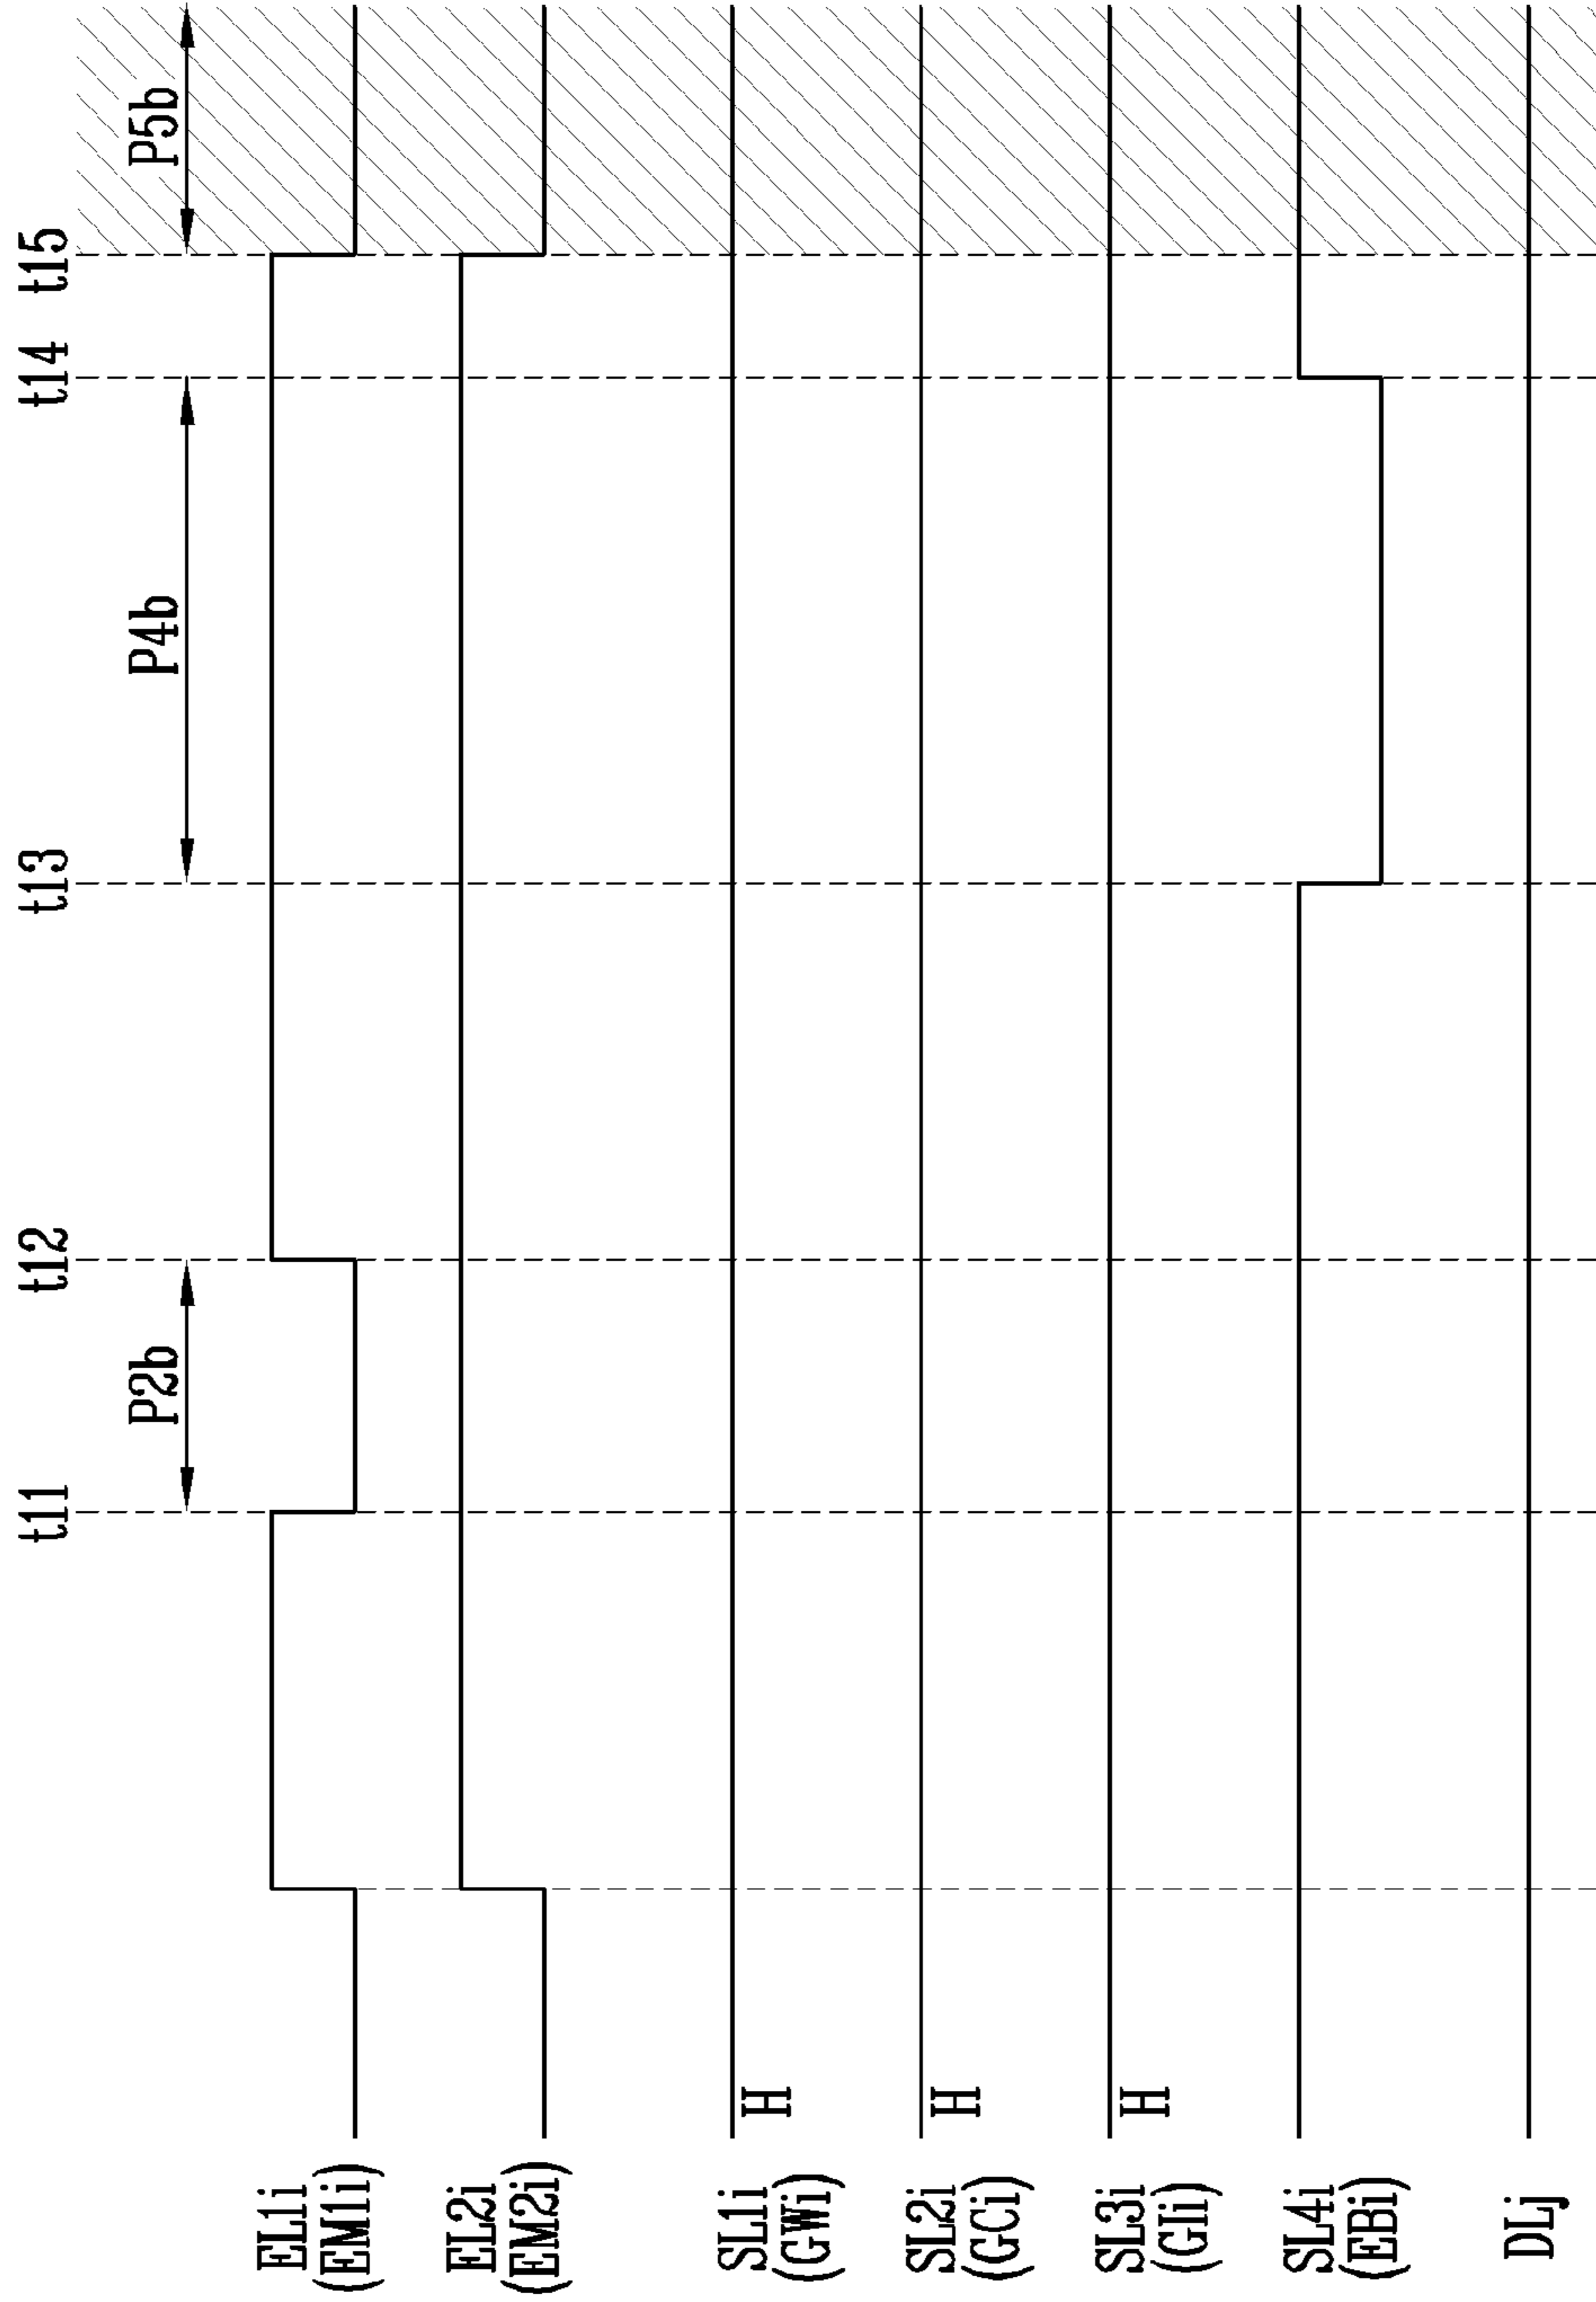 t11 t12 t13 t14 t15
P2b P4b P5b
EL1i
(EM1i)
EL2i
(EM2i)
SL1i
(GWi)
H
SL2i
(GCi)
H
SL3i
(GIi)
H
SL4i
(EBi)
DLj